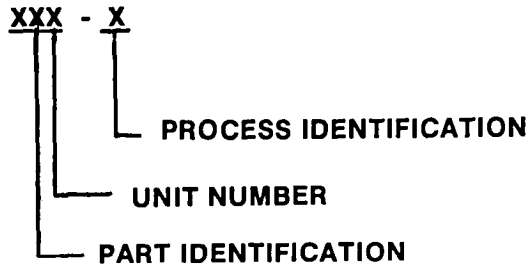 XXX - X
PROCESS IDENTIFICATION
UNIT NUMBER
PART IDENTIFICATION